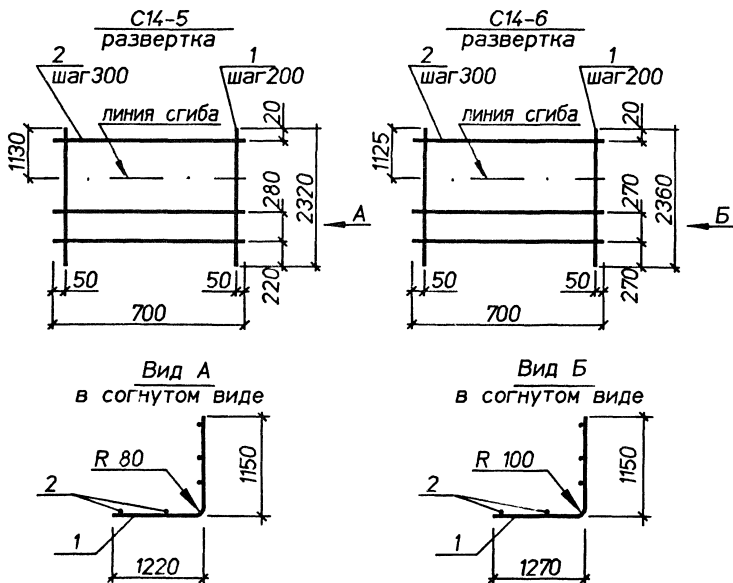 С14-5
развертка
2
шаг300
1
шаг200
линия сгиба
20
1130
280
2320
220
А
50
50
700
С14-6
развертка
2
шаг300
1
шаг200
линия сгиба
20
1125
270
2360
270
Б
50
50
700
Вид А
в согнутом виде
R 80
2
1
1150
1220
Вид Б
в согнутом виде
R 100
2
1
1150
1270